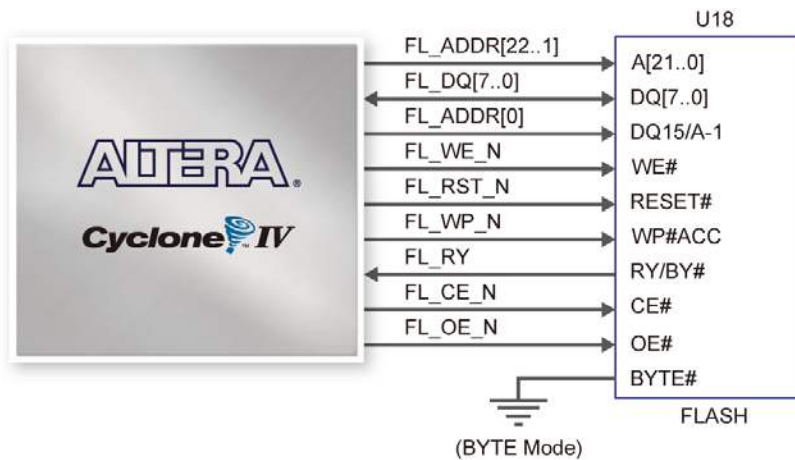 U18
FL_ADDR[22..1] A[21..0]
FL_DQ[7..0] DQ[7..0]
FL_ADDR[0] DQ15/A-1
FL_WE_N WE#
FL_RST_N RESET#
FL_WP_N WP#ACC
FL_RY RY/BY#
FL_CE_N CE#
FL_OE_N OE#
BYTE#
ALTERA®
Cyclone™ IV
FLASH
(BYTE Mode)